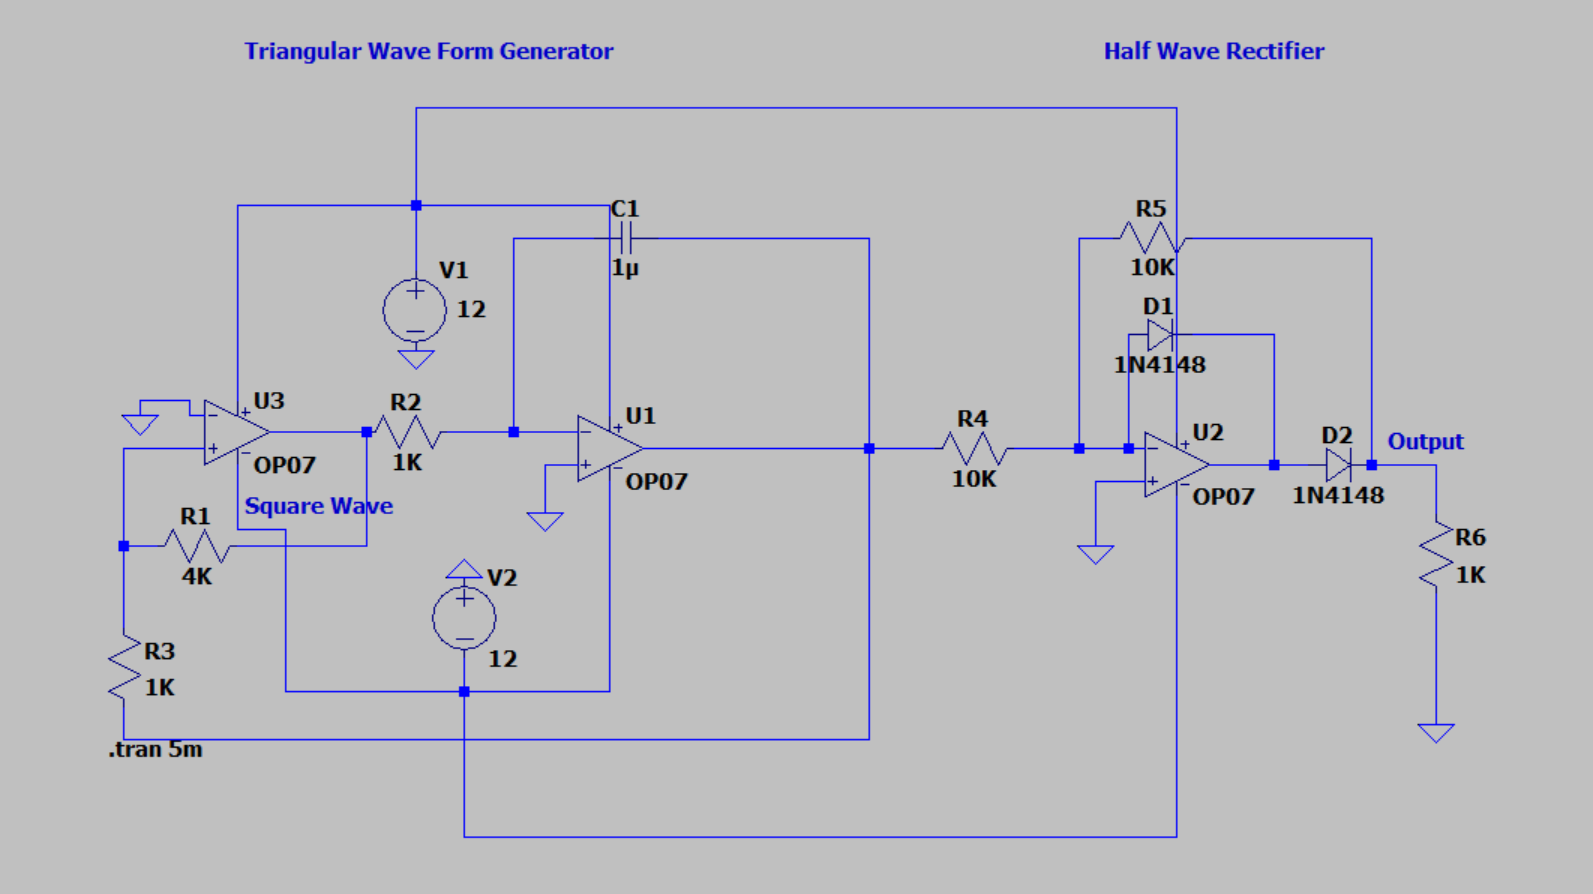 Triangular Wave Form Generator
Half Wave Rectifier
C1
1µ
R5
10K
V1
12
D1
1N4148
U3
OP07
R2
1K
U1
OP07
R4
10K
U2
OP07
D2
1N4148
Output
Square Wave
R1
4K
V2
12
R6
1K
R3
1K
.tran 5m